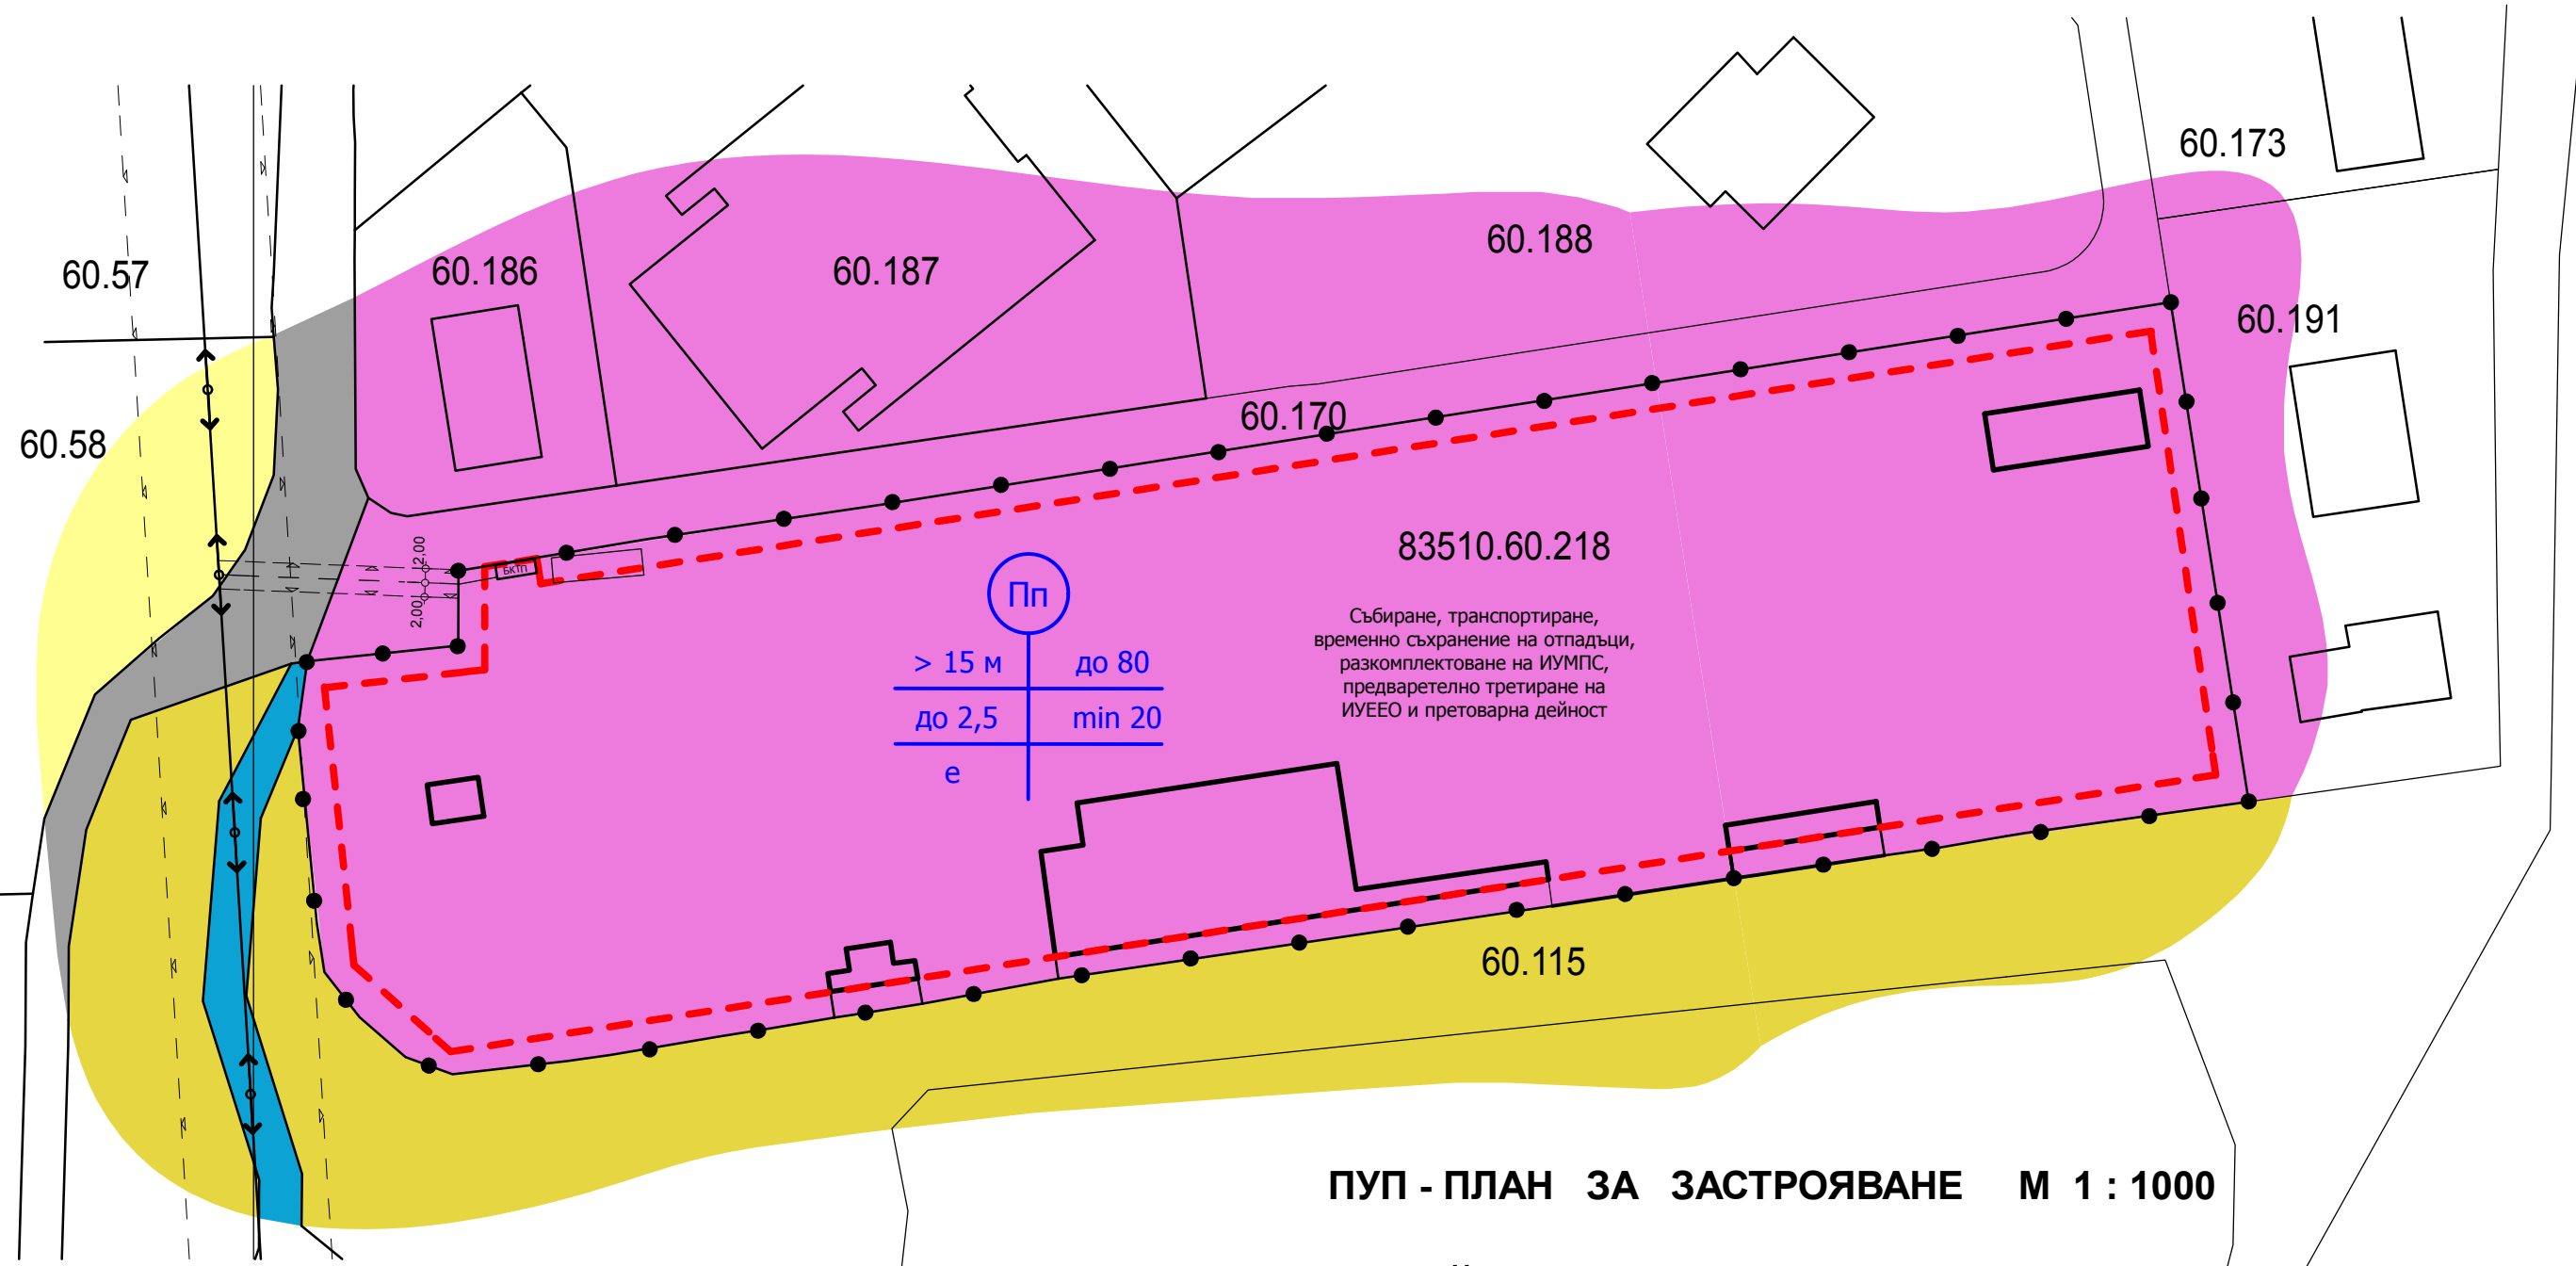 60.173
60.188
60.57
60.186
60.187
60.191
60.170
60.58
2,00
БКТП
2,00
83510.60.218
Пп
> 15 м до 80
до 2,5 min 20
е
Събиране, транспортиране,
временно съхранение на отпадъци,
разкомплектоване на ИУМПС,
предваретелно третиране на
ИУЕЕО и претоварна дейност
60.115
ПУП - ПЛАН ЗА ЗАСТРОЯВАНЕ М 1 : 1000